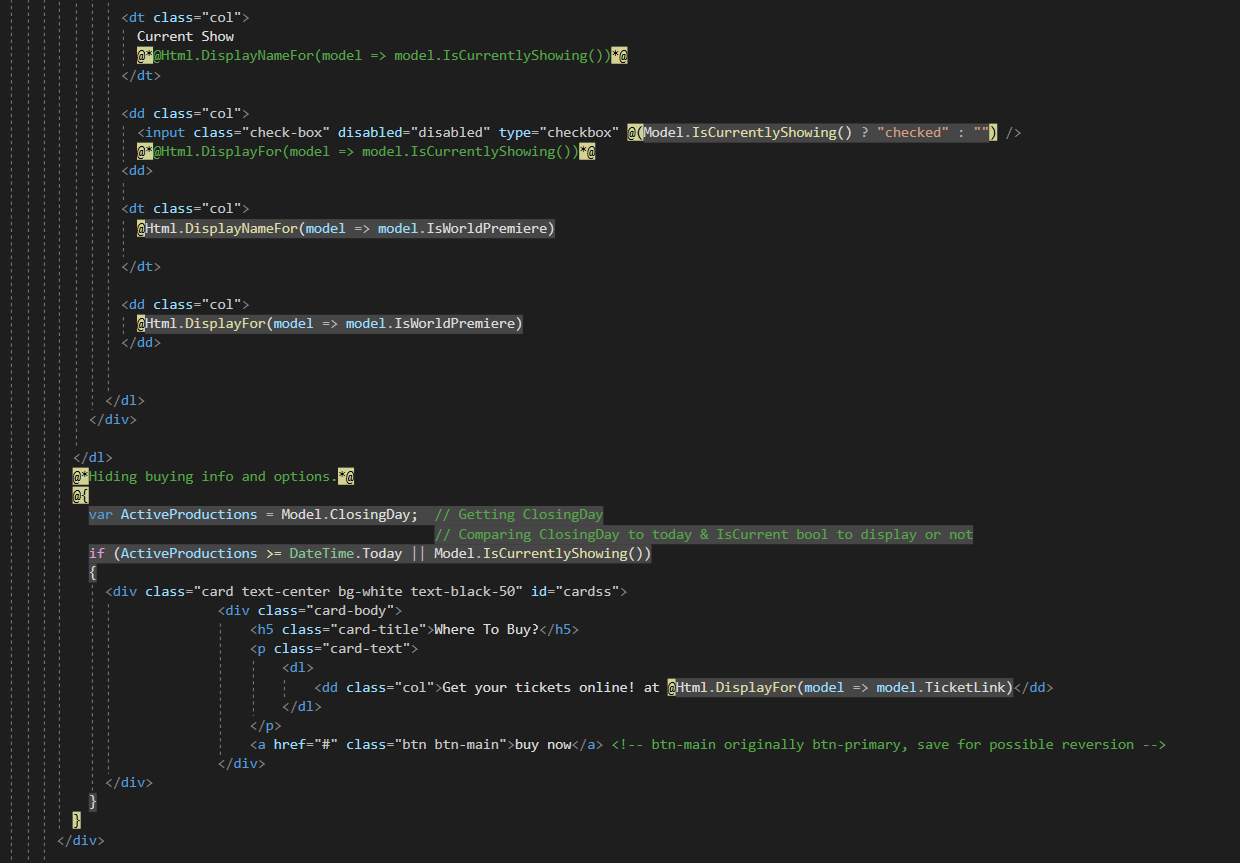 <dt class="col">
Current Show
@*@Html.DisplayNameFor(model => model.IsCurrentlyShowing())*@
</dt>
<dd class="col">
<input class="check-box" disabled="disabled" type="checkbox" @(Model.IsCurrentlyShowing() ? "checked" : "") />
@*@Html.DisplayFor(model => model.IsCurrentlyShowing())*@
<dd>
<dt class="col">
@Html.DisplayNameFor(model => model.IsWorldPremiere)
</dt>
<dd class="col">
@Html.DisplayFor(model => model.IsWorldPremiere)
</dd>
</dl>
</div>
</dl>
@*Hiding buying info and options.*@
@{
var ActiveProductions = Model.ClosingDay; // Getting ClosingDay
// Comparing ClosingDay to today & IsCurrent bool to display or not
if (ActiveProductions >= DateTime.Today || Model.IsCurrentlyShowing())
{
<div class="card text-center bg-white text-black-50" id="cardss">
<div class="card-body">
<h5 class="card-title">Where To Buy?</h5>
<p class="card-text">
<dl>
<dd class="col">Get your tickets online! at @Html.DisplayFor(model => model.TicketLink)</dd>
</dl>
</p>
<a href="#" class="btn btn-main">buy now</a> <!-- btn-main originally btn-primary, save for possible reversion -->
</div>
</div>
}
}
</div>